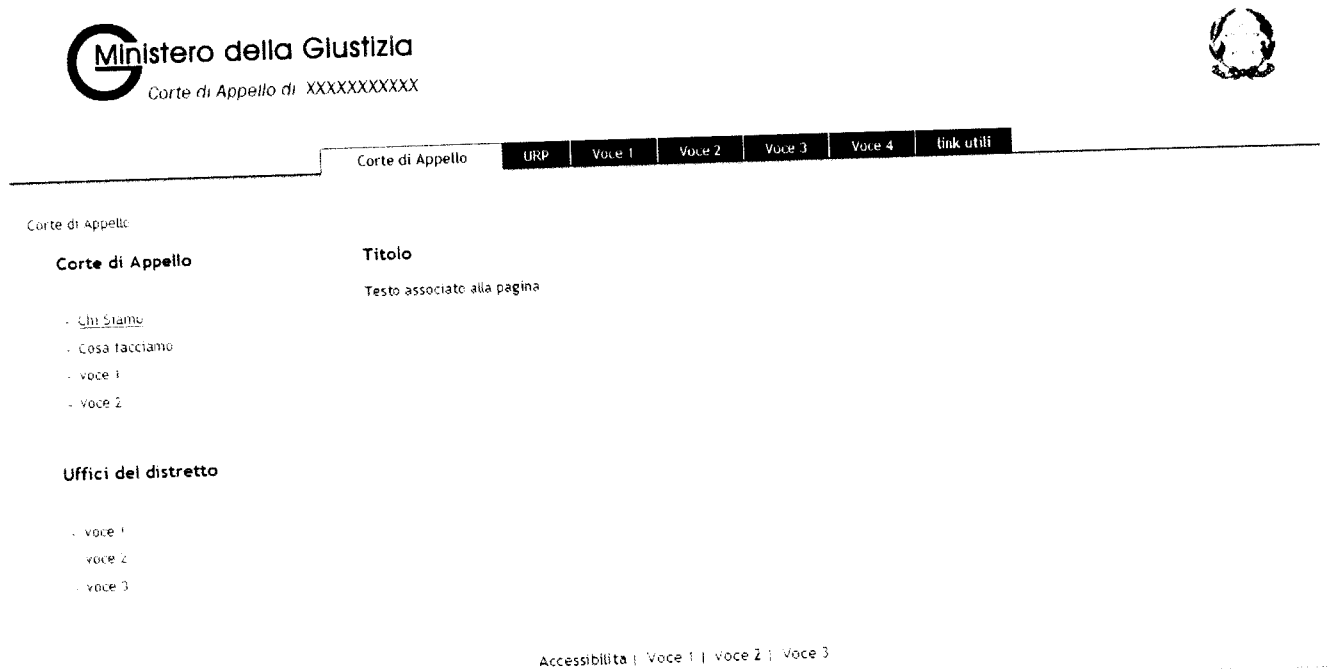 Ministero della Giustizia
Corte di Appello di XXXXXXXXXXX
Corte di Appello URP Voce 1 Voce 2 Voce 3 Voce 4 link utili
Corte di Appello
Corte di Appello
Titolo
Testo associato alla pagina
- Chi Siamo
- Cosa facciamo
- voce 1
- Voce 2
Uffici del distretto
- voce 1
voce 2
- voce 3
Accessibilita | Voce 1 | voce 2 | Voce 3